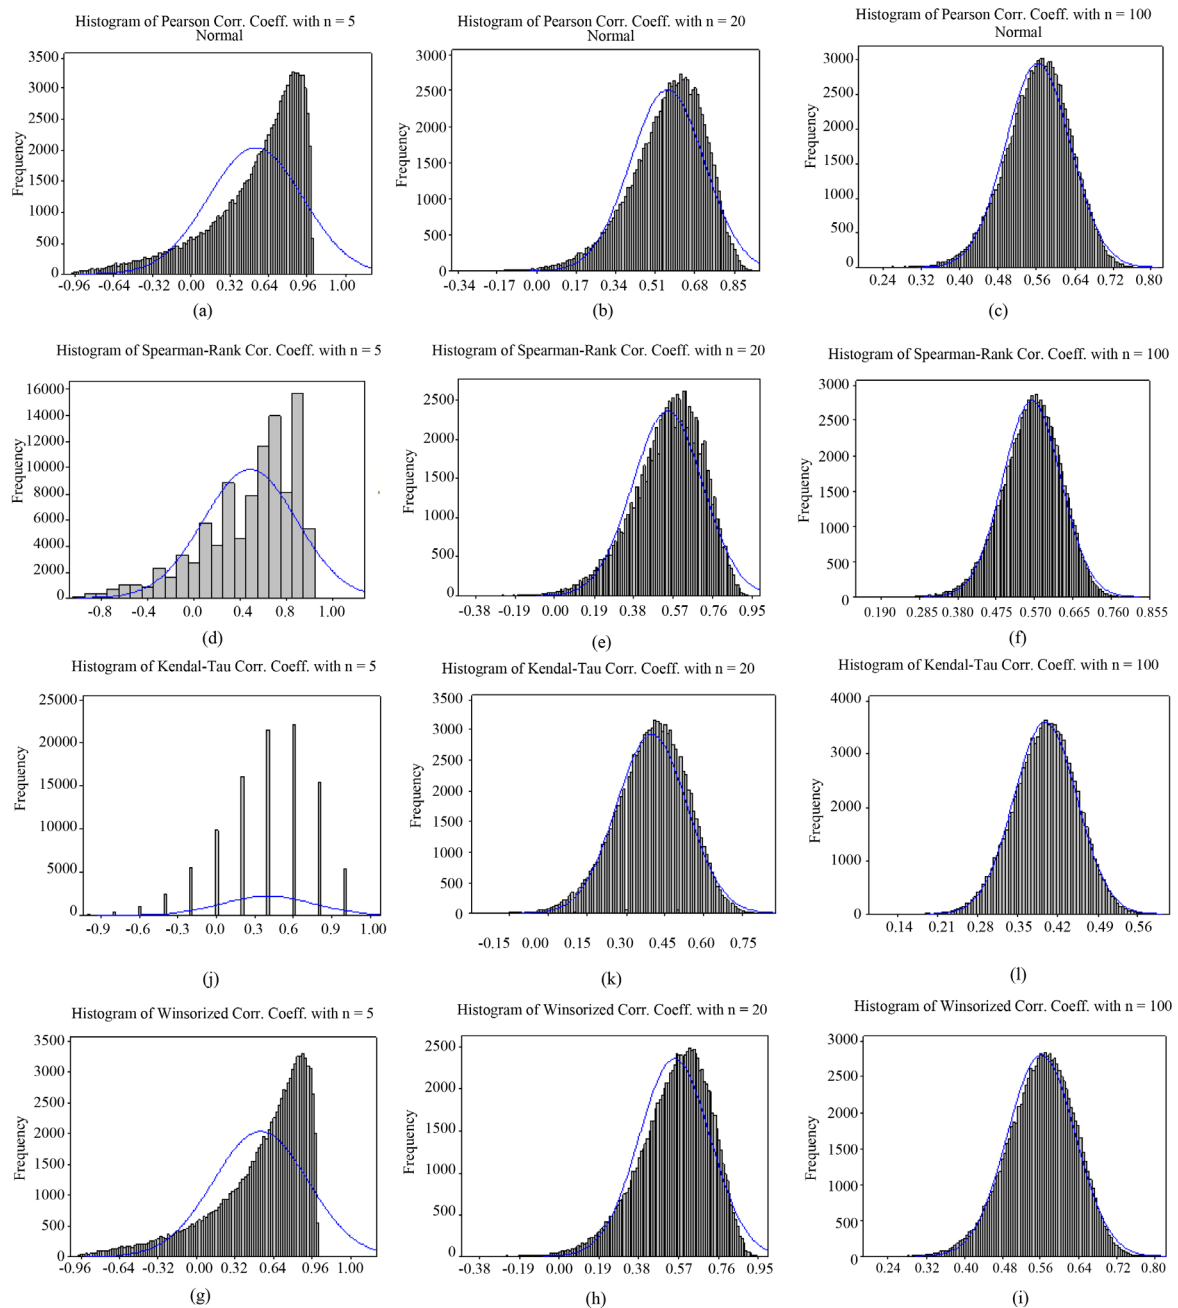 Histogram of Pearson Corr. Coeff. with n = 5
Normal
Frequency
3500
3000
2500
2000
1500
1000
500
0
-0.96 -0.64 -0.32 0.00 0.32 0.64 0.96 1.00
(a)
Histogram of Pearson Corr. Coeff. with n = 20
Normal
Frequency
3000
2500
2000
1500
1000
500
0
-0.34 -0.17 0.00 0.17 0.34 0.51 0.68 0.85
(b)
Histogram of Pearson Corr. Coeff. with n = 100
Normal
Frequency
3000
2500
2000
1500
3000
500
0
0.24 0.32 0.40 0.48 0.56 0.64 0.72 0.80
(c)
Histogram of Spearman-Rank Cor. Coeff. with n = 5
Frequency
16000
14000
12000
10000
8000
6000
4000
2000
0
-0.8 -0.4 0.0 0.4 0.8 1.00
(d)
Histogram of Spearman-Rank Cor. Coeff. with n = 20
Frequency
2500
2000
1500
1000
500
0
-0.38 -0.19 0.00 0.19 0.38 0.57 0.76 0.95
(e)
Histogram of Spearman-Rank Cor. Coeff. with n = 100
Frequency
3000
2500
2000
1500
1000
500
0
0.190 0.285 0.380 0.475 0.570 0.665 0.760 0.855
(f)
Histogram of Kendal-Tau Corr. Coeff. with n = 5
Frequency
25000
20000
15000
10000
5000
0
-0.9 -0.6 -0.3 0.0 0.3 0.6 0.9 1.00
(j)
Histogram of Kendal-Tau Corr. Coeff. with n = 20
Frequency
3500
3000
2500
2000
1500
1000
500
0
-0.15 0.00 0.15 0.30 0.45 0.60 0.75
(k)
Histogram of Kendal-Tau Corr. Coeff. with n = 100
Frequency
4000
3000
2000
1000
0
0.14 0.21 0.28 0.35 0.42 0.49 0.56
(l)
Histogram of Winsorized Corr. Coeff. with n = 5
Frequency
3500
3000
2500
2000
1500
1000
500
0
-0.96 -0.64 -0.32 0.00 0.32 0.64 0.96 1.00
(g)
Histogram of Winsorized Corr. Coeff. with n = 20
Frequency
2500
2000
1500
1000
500
0
-0.38 -0.19 0.00 0.19 0.38 0.57 0.76 0.95
(h)
Histogram of Winsorized Corr. Coeff. with n = 100
Frequency
3000
2500
2000
1500
1000
500
0
0.24 0.32 0.40 0.48 0.56 0.64 0.72 0.80
(i)